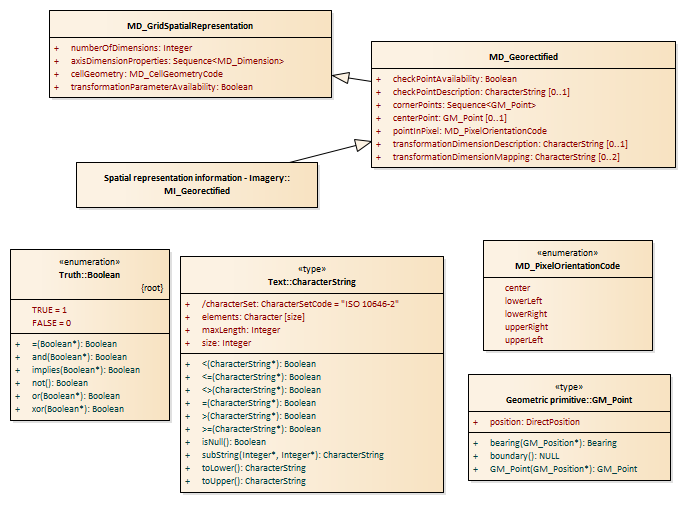 MD_GridSpatialRepresentation
+ numberOfDimensions: Integer
+ axisDimensionProperties: Sequence<MD_Dimension>
+ cellGeometry: MD_CellGeometryCode
+ transformationParameterAvailability: Boolean
MD_Georectified
+ checkPointAvailability: Boolean
+ checkPointDescription: CharacterString [0..1]
+ cornerPoints: Sequence<GM_Point>
+ centerPoint: GM_Point [0..1]
+ pointInPixel: MD_PixelOrientationCode
+ transformationDimensionDescription: CharacterString [0..1]
+ transformationDimensionMapping: CharacterString [0..2]
Spatial representation information - Imagery::
MI_Georectified
«enumeration»
Truth::Boolean
{root}
TRUE = 1
FALSE = 0
+ =(Boolean*): Boolean
+ and(Boolean*): Boolean
+ implies(Boolean*): Boolean
+ not(): Boolean
+ or(Boolean*): Boolean
+ xor(Boolean*): Boolean
«type»
Text::CharacterString
+ /characterSet: CharacterSetCode = "ISO 10646-2"
+ elements: Character [size]
+ maxLength: Integer
+ size: Integer
+ <(CharacterString*): Boolean
+ <=(CharacterString*): Boolean
+ <>(CharacterString*): Boolean
+ =(CharacterString*): Boolean
+ >(CharacterString*): Boolean
+ >=(CharacterString*): Boolean
+ isNull(): Boolean
+ subString(Integer*, Integer*): CharacterString
+ toLower(): CharacterString
+ toUpper(): CharacterString
«enumeration»
MD_PixelOrientationCode
center
lowerLeft
lowerRight
upperRight
upperLeft
«type»
Geometric primitive::GM_Point
+ position: DirectPosition
+ bearing(GM_Position*): Bearing
+ boundary(): NULL
+ GM_Point(GM_Position*): GM_Point